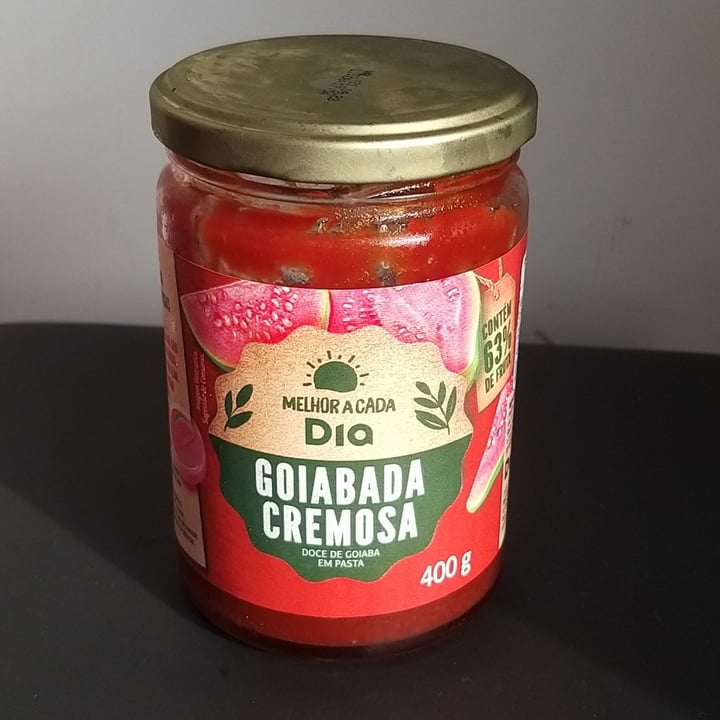 MELHOR A CADA
Dia
GOIABADA
CREMOSA
DOCE DE GOIABA
EM PASTA
400 g
CONTÉM
63%
DE FRUTA